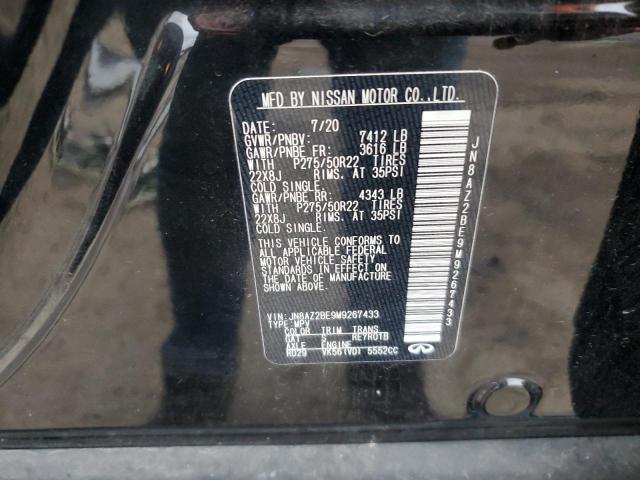 MFD BY NISSAN MOTOR CO.,LTD.
DATE: 7/20
GVWR/PNBV: 7412 LB
GAWR/PNBE FR: 3616 LB
WITH P275/50R22 TIRES
22X8J RIMS. AT 35PSI
COLD SINGLE.
GAWR/PNBE RR: 4343 LB
WITH P275/50R22 TIRES
22X8J RIMS. AT 35PSI
COLD SINGLE.
THIS VEHICLE CONFORMS TO
ALL APPLICABLE FEDERAL
MOTOR VEHICLE SAFETY
STANDARDS IN EFFECT ON
THE DATE OF MANUFACTURE
SHOWN ABOVE.
VIN: JN8AZ2BE9M9267433
TYPE: MPV
COLOR TRIM TRANS
GAT S RE7R01B
AXLE ENGINE
RD29 VK56(VD) 5552CC
JN8AZ2BE9M9267433